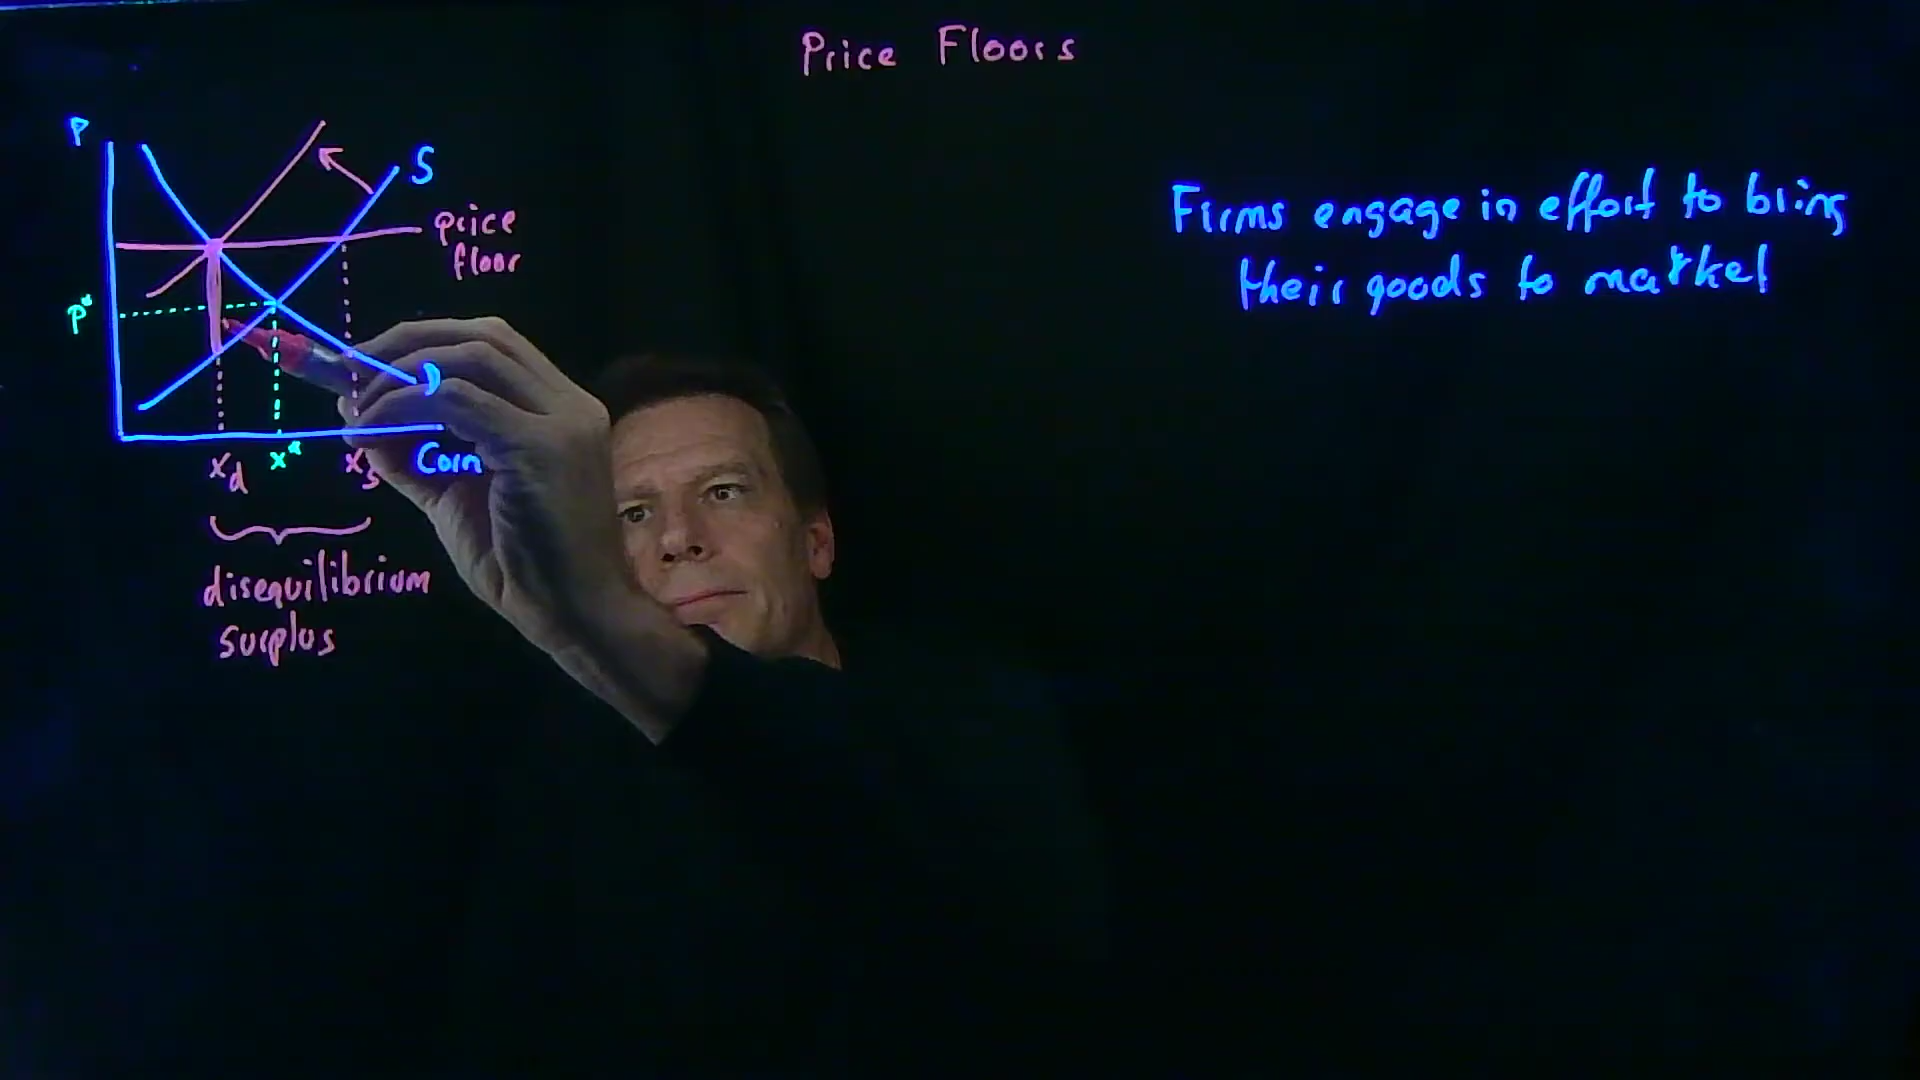 Price Floors
P
S
price
floor
Firms engage in effort to bring
their goods to market
P*
D
Xd
X*
Xs
Corn
disequilibrium
surplus